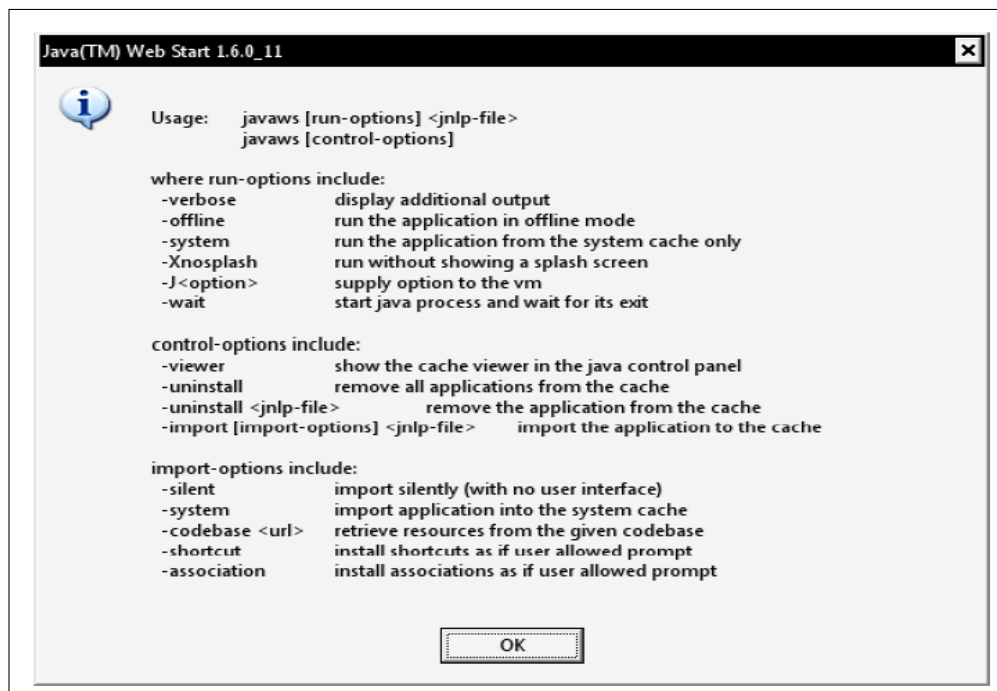 Java(TM) Web Start 1.6.0_11
Usage: javaws [run-options] <jnlp-file>
javaws [control-options]
where run-options include:
-verbose display additional output
-offline run the application in offline mode
-system run the application from the system cache only
-Xnosplash run without showing a splash screen
-J<option> supply option to the vm
-wait start java process and wait for its exit
control-options include:
-viewer show the cache viewer in the java control panel
-uninstall remove all applications from the cache
-uninstall <jnlp-file> remove the application from the cache
-import [import-options] <jnlp-file> import the application to the cache
import-options include:
-silent import silently (with no user interface)
-system import application into the system cache
-codebase <url> retrieve resources from the given codebase
-shortcut install shortcuts as if user allowed prompt
-association install associations as if user allowed prompt
OK